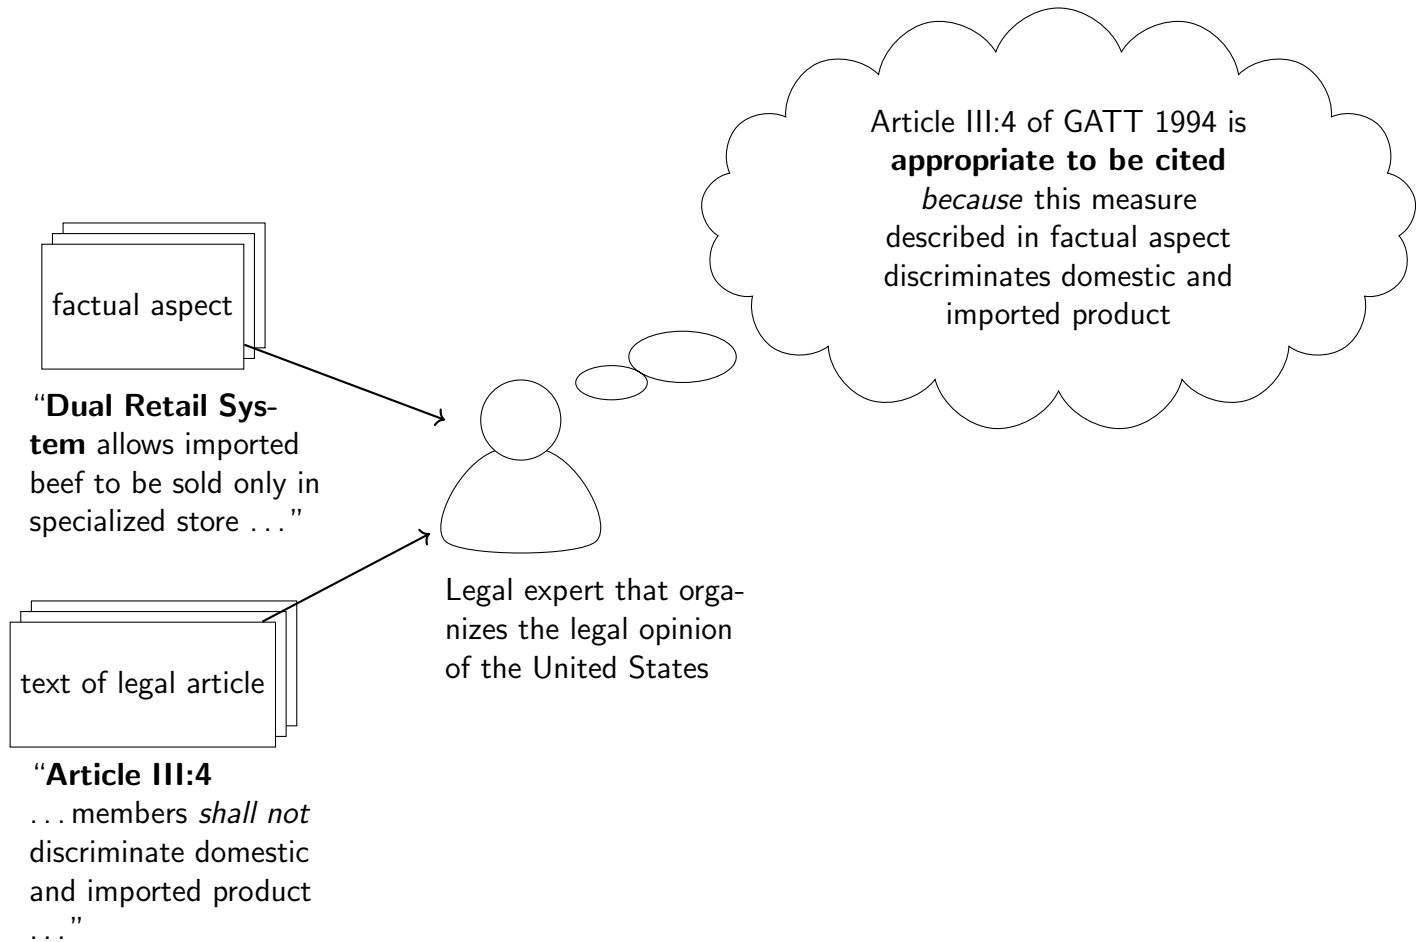 factual aspect
“Dual Retail Sys-
tem allows imported
beef to be sold only in
specialized store . . . ”
text of legal article
“Article III:4
. . . members shall not
discriminate domestic
and imported product
. . . ”
Legal expert that orga-
nizes the legal opinion
of the United States
Article III:4 of GATT 1994 is
appropriate to be cited
because this measure
described in factual aspect
discriminates domestic and
imported product